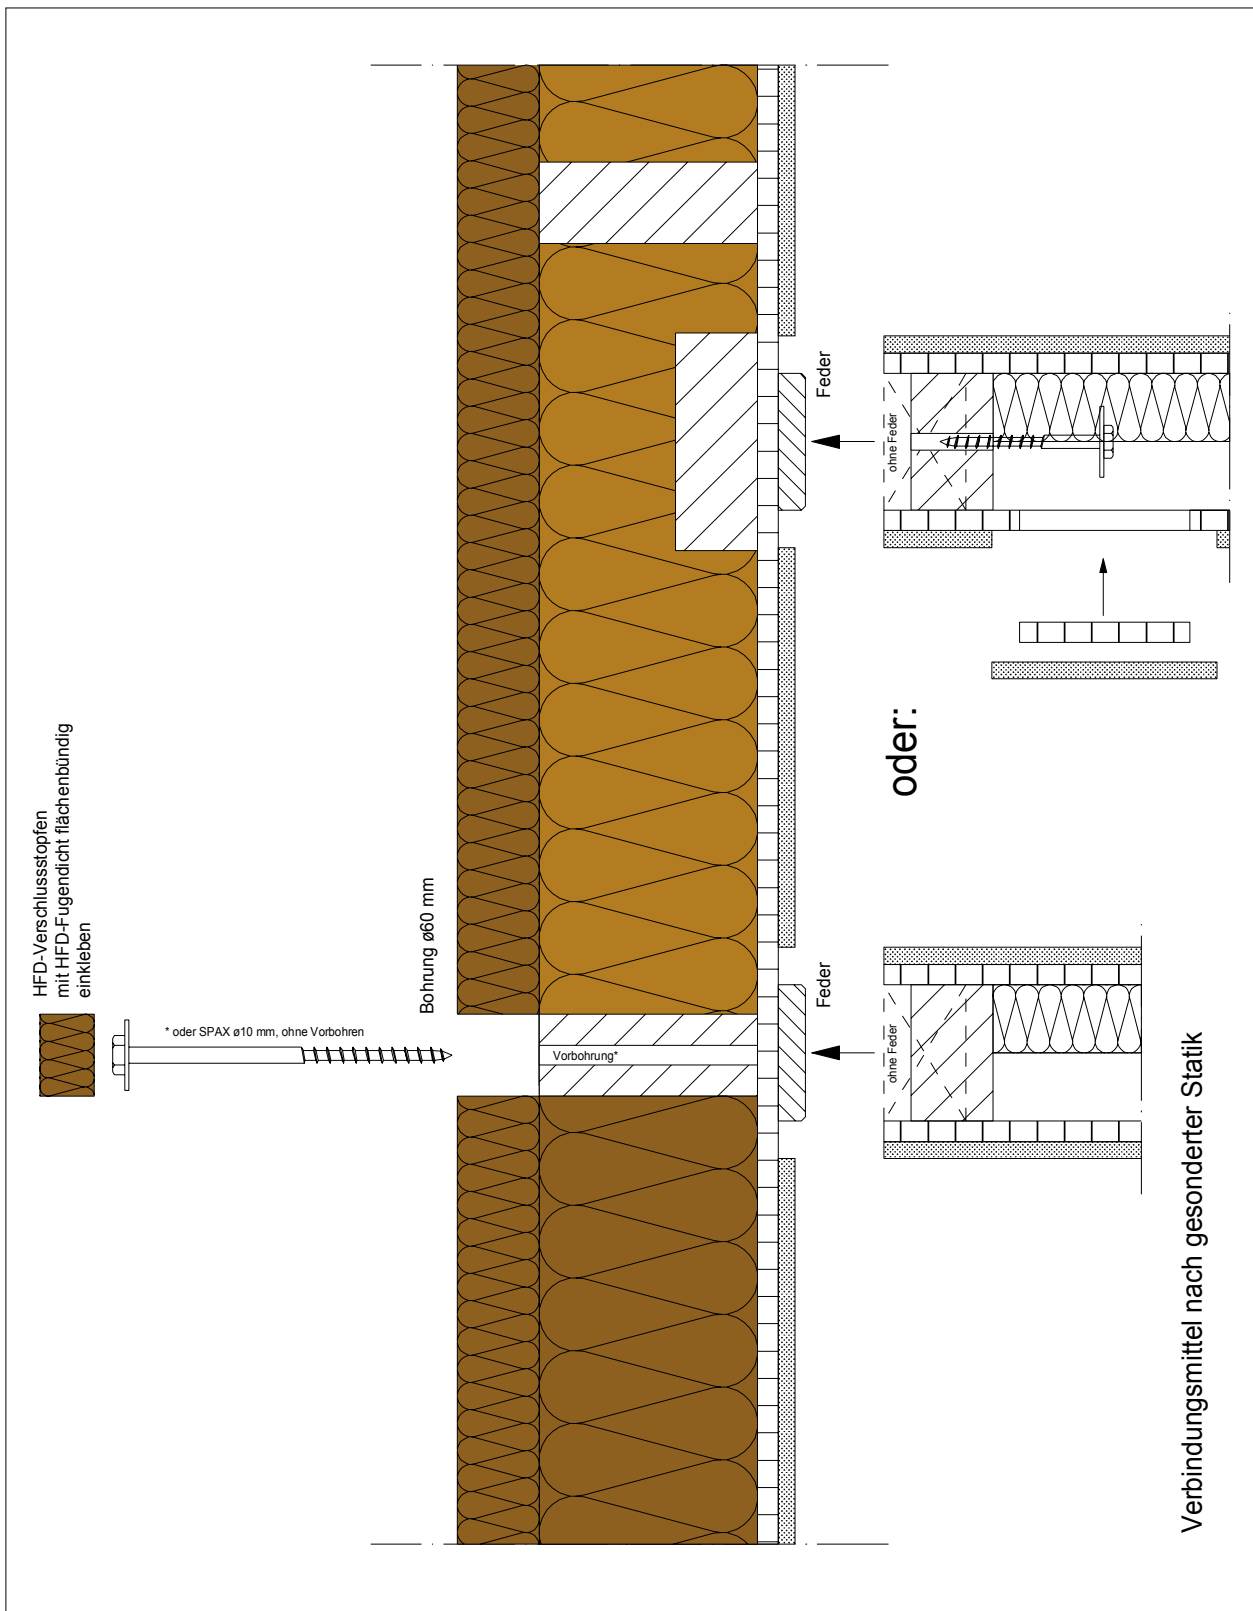 HFD-Verschlussstopfen
mit HFD-Fugendicht flächenbündig
einkleben
* oder SPAX ø10 mm, ohne Vorbohren
Bohrung ø60 mm
Vorbohrung*
Feder
Feder
ohne Feder
ohne Feder
oder:
Verbindungsmittel nach gesonderter Statik